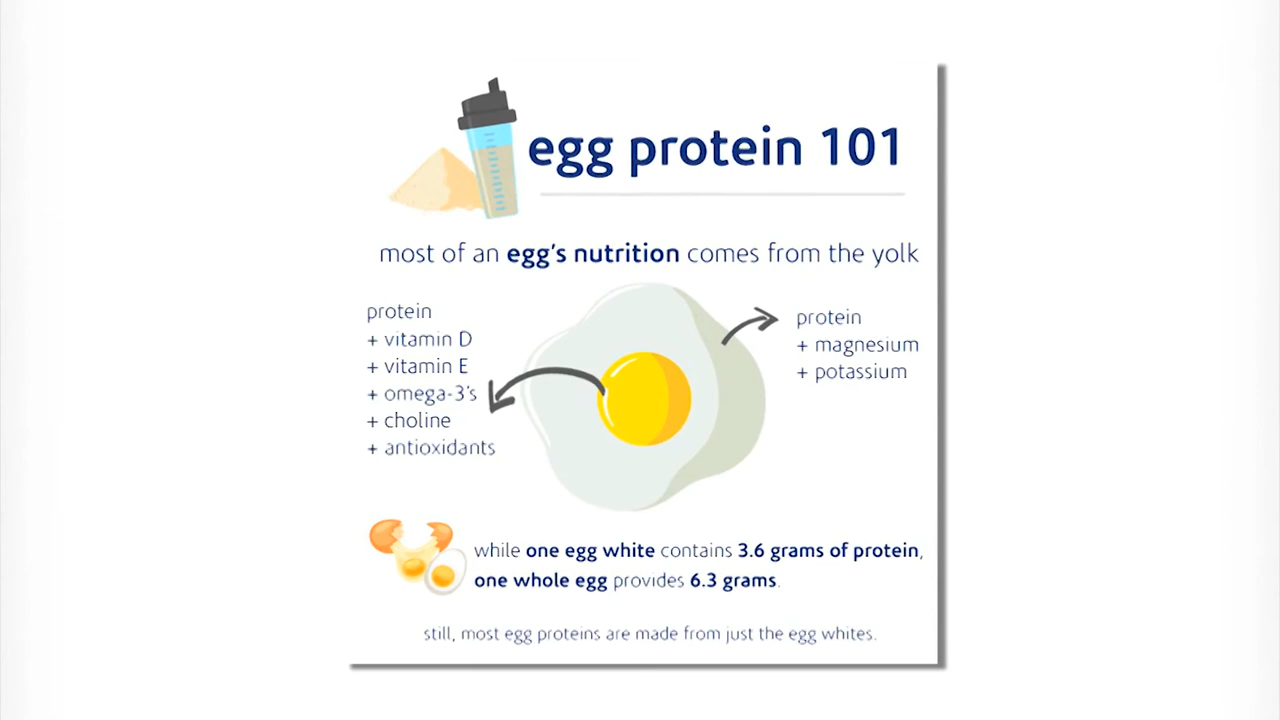 egg protein 101
most of an egg's nutrition comes from the yolk
protein
+ vitamin D
+ vitamin E
+ omega-3's
+ choline
+ antioxidants
protein
+ magnesium
+ potassium
while one egg white contains 3.6 grams of protein,
one whole egg provides 6.3 grams.
still, most egg proteins are made from just the egg whites.